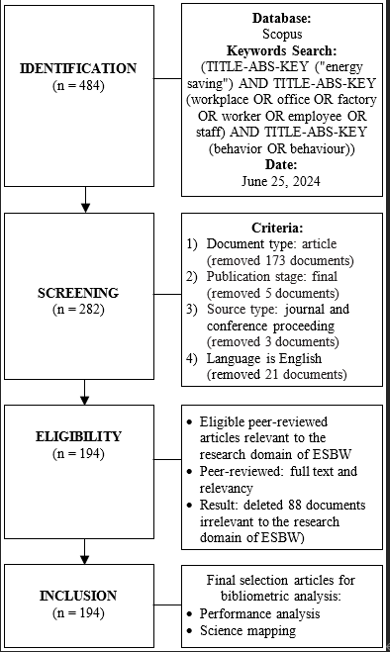 IDENTIFICATION
(n = 484)
Database:
Scopus
Keywords Search:
(TITLE-ABS-KEY ("energy
saving") AND TITLE-ABS-KEY
(workplace OR office OR factory
OR worker OR employee OR
staff) AND TITLE-ABS-KEY
(behavior OR behaviour))
Date:
June 25, 2024
SCREENING
(n = 282)
Criteria:
1) Document type: article
(removed 173 documents)
2) Publication stage: final
(removed 5 documents)
3) Source type: journal and
conference proceeding
(removed 3 documents)
4) Language is English
(removed 21 documents)
ELIGIBILITY
(n = 194)
• Eligible peer-reviewed
articles relevant to the
research domain of ESBW
• Peer-reviewed: full text and
relevancy
• Result: deleted 88 documents
irrelevant to the research
domain of ESBW)
INCLUSION
(n = 194)
Final selection articles for
bibliometric analysis:
• Performance analysis
• Science mapping